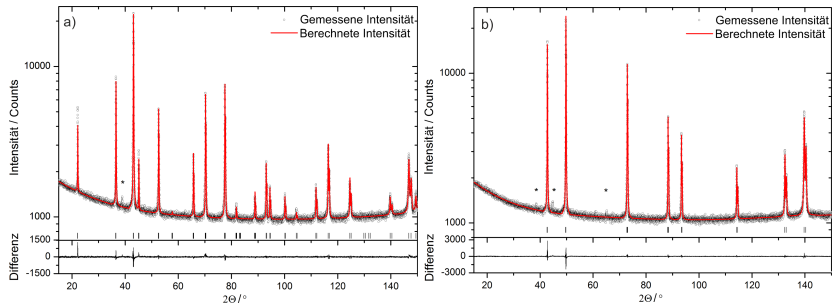 a)
Gemessene Intensität
Berechnete Intensität
Intensität / Counts
10000
*
1000
Differenz
1500
0
-1500
20 40 60 80 100 120 140
2Θ / °
b)
Gemessene Intensität
Berechnete Intensität
Intensität / Counts
10000
* * *
1000
Differenz
3000
0
-3000
20 40 60 80 100 120 140
2Θ / °